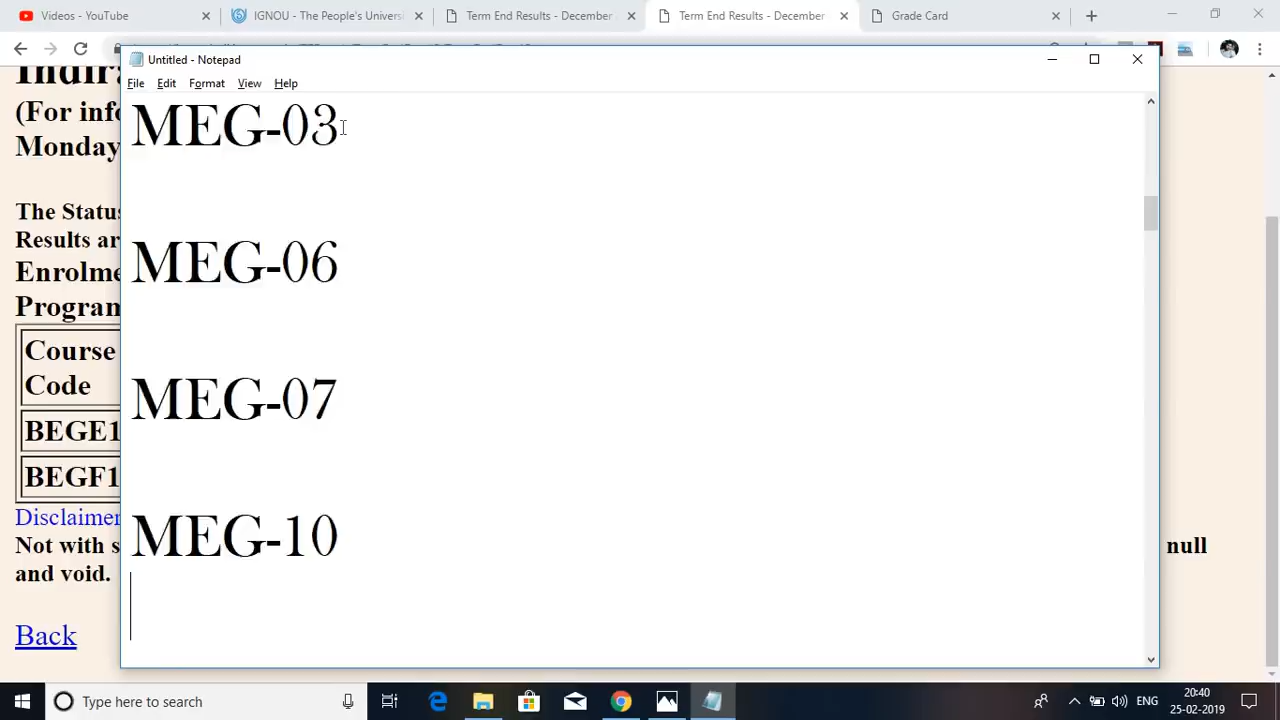 Videos - YouTube
IGNOU - The People's Universi
Term End Results - December
Term End Results - December
Grade Card
Untitled - Notepad
File Edit Format View Help
(For info
Monday
The Status
Results ar
Enrolme
Program
Course
Code
BEGE1
BEGF1
Disclaimer
Not with s
null
and void.
Back
MEG-03
MEG-06
MEG-07
MEG-10
Type here to search
ENG
20:40
25-02-2019